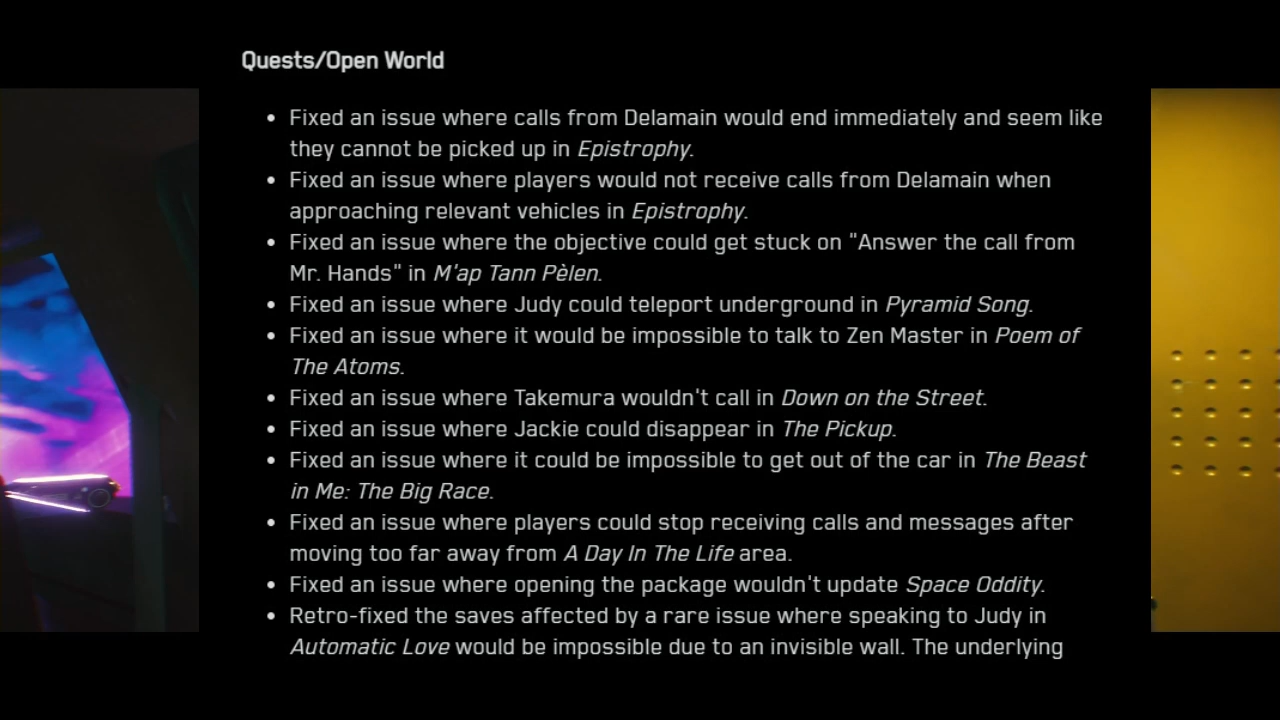 Quests/Open World
• Fixed an issue where calls from Delamain would end immediately and seem like
they cannot be picked up in Epistrophy.
• Fixed an issue where players would not receive calls from Delamain when
approaching relevant vehicles in Epistrophy.
• Fixed an issue where the objective could get stuck on "Answer the call from
Mr. Hands" in M'ap Tann Pèlen.
• Fixed an issue where Judy could teleport underground in Pyramid Song.
• Fixed an issue where it would be impossible to talk to Zen Master in Poem of
The Atoms.
• Fixed an issue where Takemura wouldn't call in Down on the Street.
• Fixed an issue where Jackie could disappear in The Pickup.
• Fixed an issue where it could be impossible to get out of the car in The Beast
in Me: The Big Race.
• Fixed an issue where players could stop receiving calls and messages after
moving too far away from A Day In The Life area.
• Fixed an issue where opening the package wouldn't update Space Oddity.
• Retro-fixed the saves affected by a rare issue where speaking to Judy in
Automatic Love would be impossible due to an invisible wall. The underlying